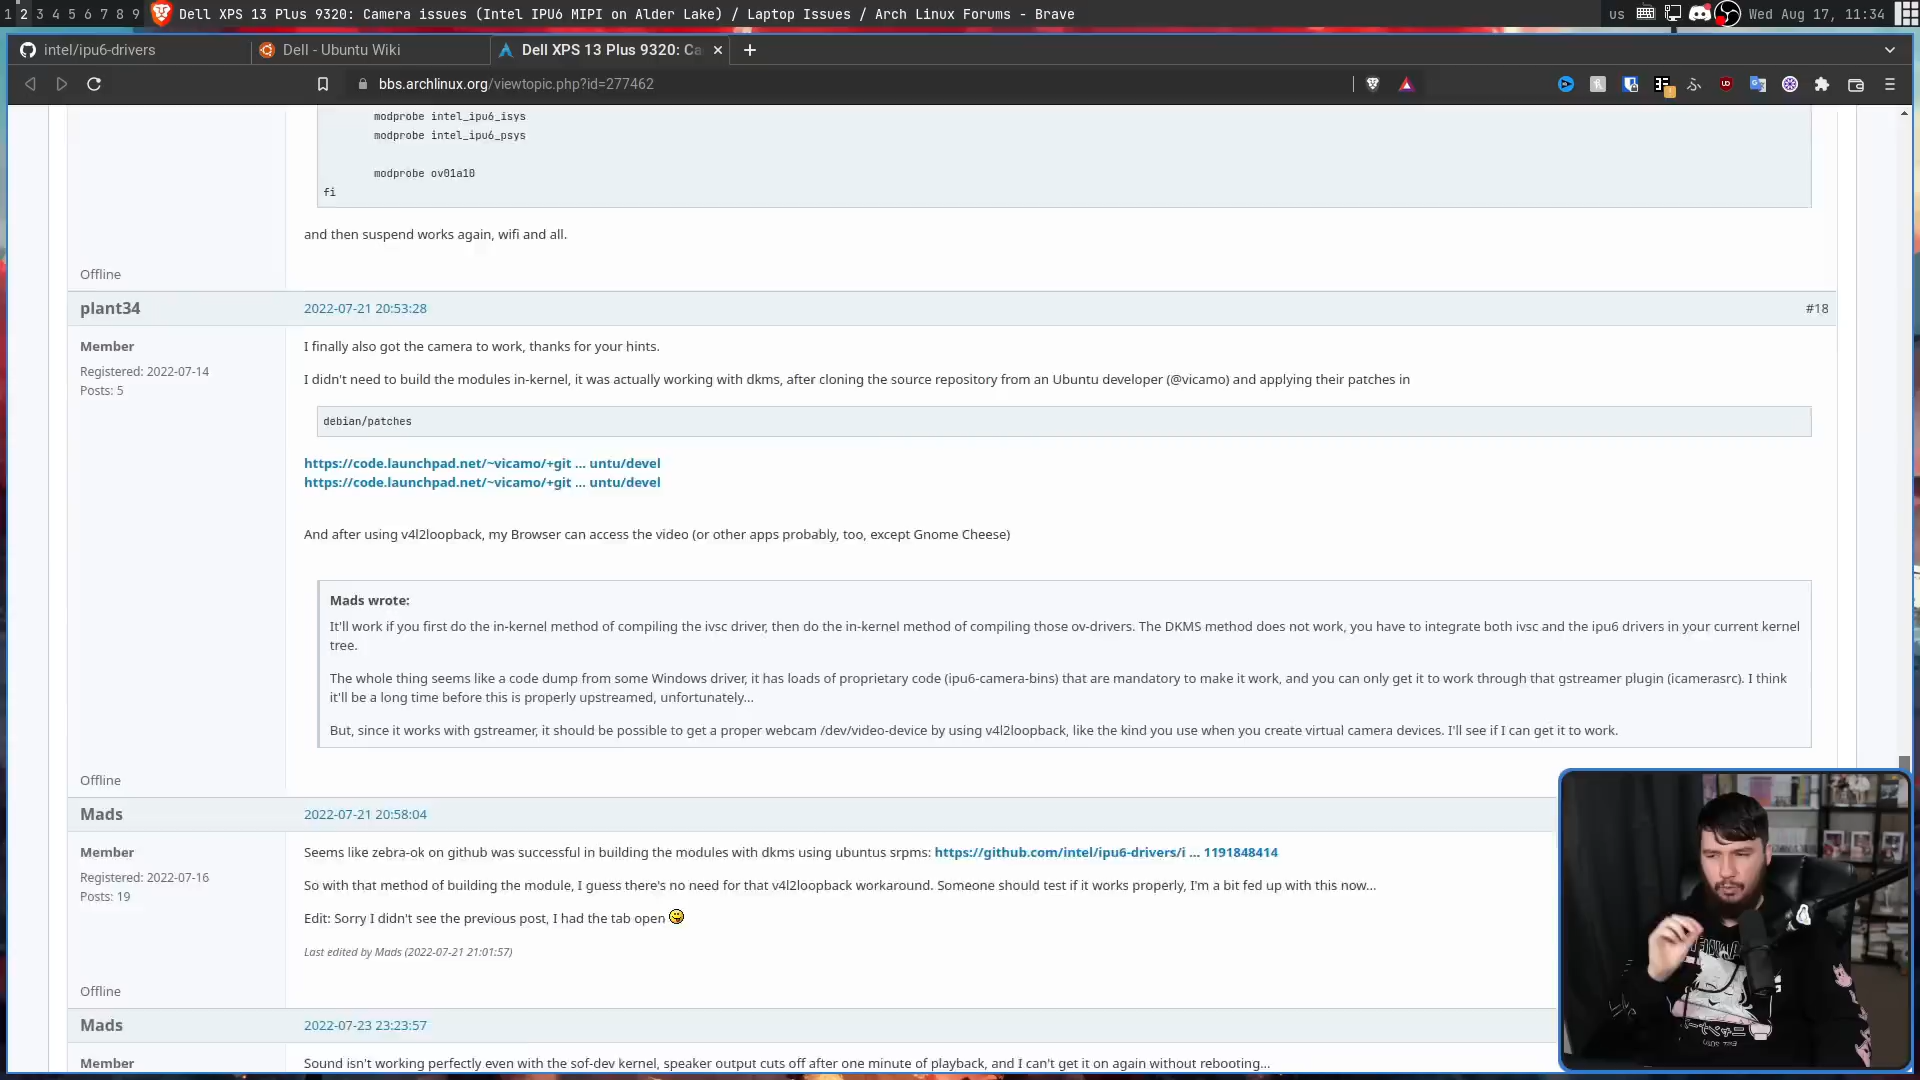 1 2 3 4 5 6 7 8 9 Dell XPS 13 Plus 9320: Camera issues (Intel IPU6 MIPI on Alder Lake) / Laptop Issues / Arch Linux Forums - Brave us Wed Aug 17, 11:34
intel/ipu6-drivers Dell - Ubuntu Wiki Dell XPS 13 Plus 9320: Ca
bbs.archlinux.org/viewtopic.php?id=277462
modprobe intel_ipu6_isys
modprobe intel_ipu6_psys
modprobe ov01a10
fi
and then suspend works again, wifi and all.
Offline
plant34 2022-07-21 20:53:28 #18
Member
Registered: 2022-07-14
Posts: 5
I finally also got the camera to work, thanks for your hints.
I didn't need to build the modules in-kernel, it was actually working with dkms, after cloning the source repository from an Ubuntu developer (@vicamo) and applying their patches in
debian/patches
https://code.launchpad.net/~vicamo/+git ... untu/devel
https://code.launchpad.net/~vicamo/+git ... untu/devel
And after using v4l2loopback, my Browser can access the video (or other apps probably, too, except Gnome Cheese)
Mads wrote:
It'll work if you first do the in-kernel method of compiling the ivsc driver, then do the in-kernel method of compiling those ov-drivers. The DKMS method does not work, you have to integrate both ivsc and the ipu6 drivers in your current kernel
tree.
The whole thing seems like a code dump from some Windows driver, it has loads of proprietary code (ipu6-camera-bins) that are mandatory to make it work, and you can only get it to work through that gstreamer plugin (icamerasrc). I think
it'll be a long time before this is properly upstreamed, unfortunately...
But, since it works with gstreamer, it should be possible to get a proper webcam /dev/video-device by using v4l2loopback, like the kind you use when you create virtual camera devices. I'll see if I can get it to work.
Offline
Mads 2022-07-21 20:58:04
Member
Registered: 2022-07-16
Posts: 19
Seems like zebra-ok on github was successful in building the modules with dkms using ubuntus srpms: https://github.com/intel/ipu6-drivers/i ... 1191848414
So with that method of building the module, I guess there's no need for that v4l2loopback workaround. Someone should test if it works properly, I'm a bit fed up with this now...
Edit: Sorry I didn't see the previous post, I had the tab open
Last edited by Mads (2022-07-21 21:01:57)
Offline
Mads 2022-07-23 23:23:57
Member
Sound isn't working perfectly even with the sof-dev kernel, speaker output cuts off after one minute of playback, and I can't get it on again without rebooting...